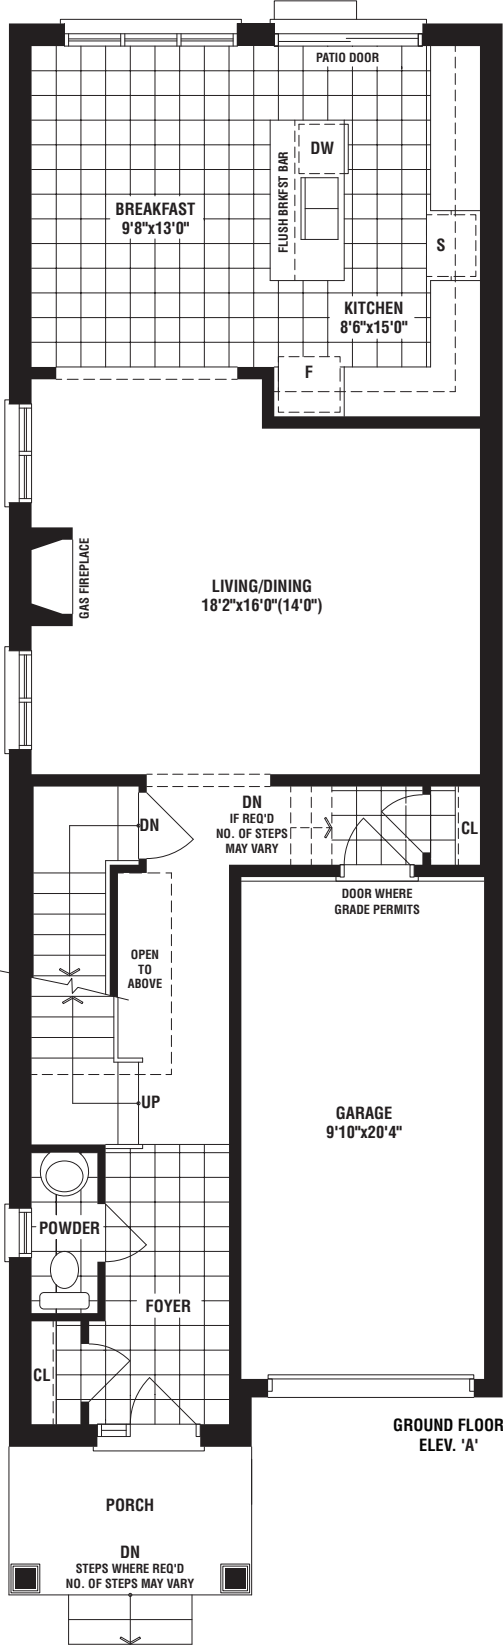 PATIO DOOR
DW
FLUSH BRKFST BAR
BREAKFAST
9'8"x13'0"
S
KITCHEN
8'6"x15'0"
F
GAS FIREPLACE
LIVING/DINING
18'2"x16'0"(14'0")
DN
DN
IF REQ'D
NO. OF STEPS
MAY VARY
CL
DOOR WHERE
GRADE PERMITS
OPEN
TO
ABOVE
UP
GARAGE
9'10"x20'4"
POWDER
FOYER
CL
GROUND FLOOR
ELEV. 'A'
PORCH
DN
STEPS WHERE REQ'D
NO. OF STEPS MAY VARY